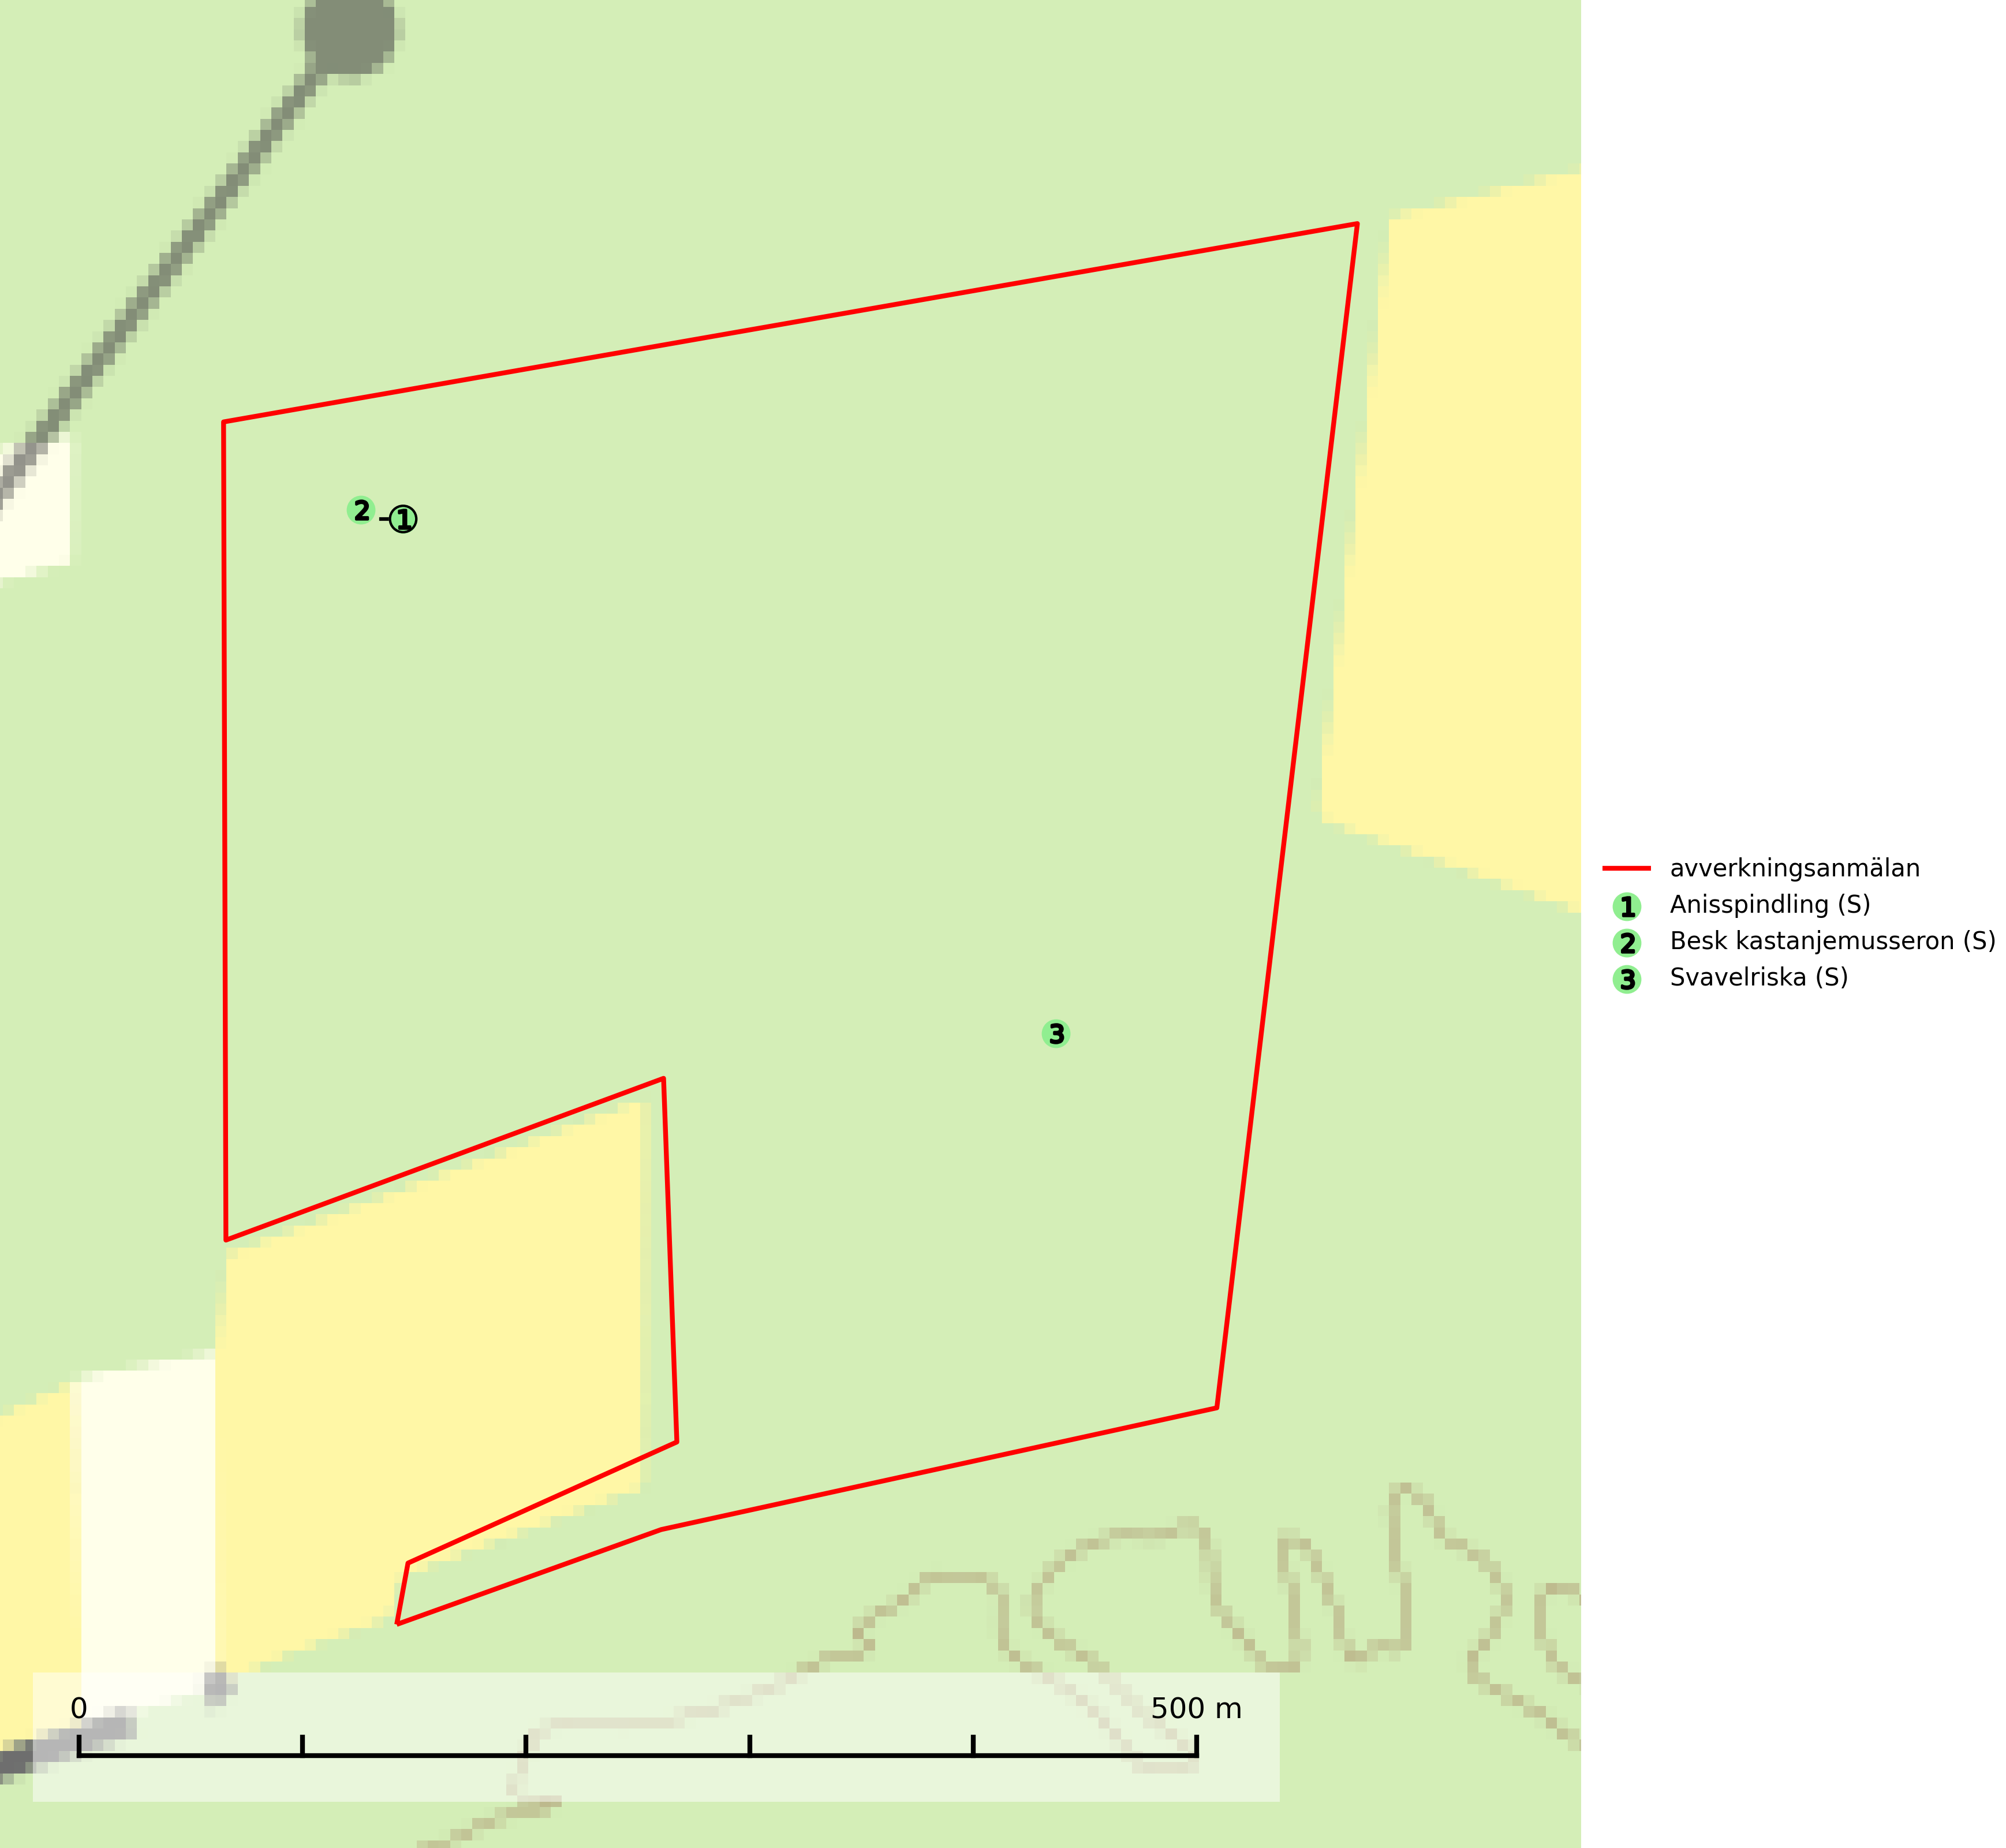 2
1
3
avverkningsanmälan
1 Anisspindling (S)
2 Besk kastanjemusseron (S)
3 Svavelriska (S)
0 500 m